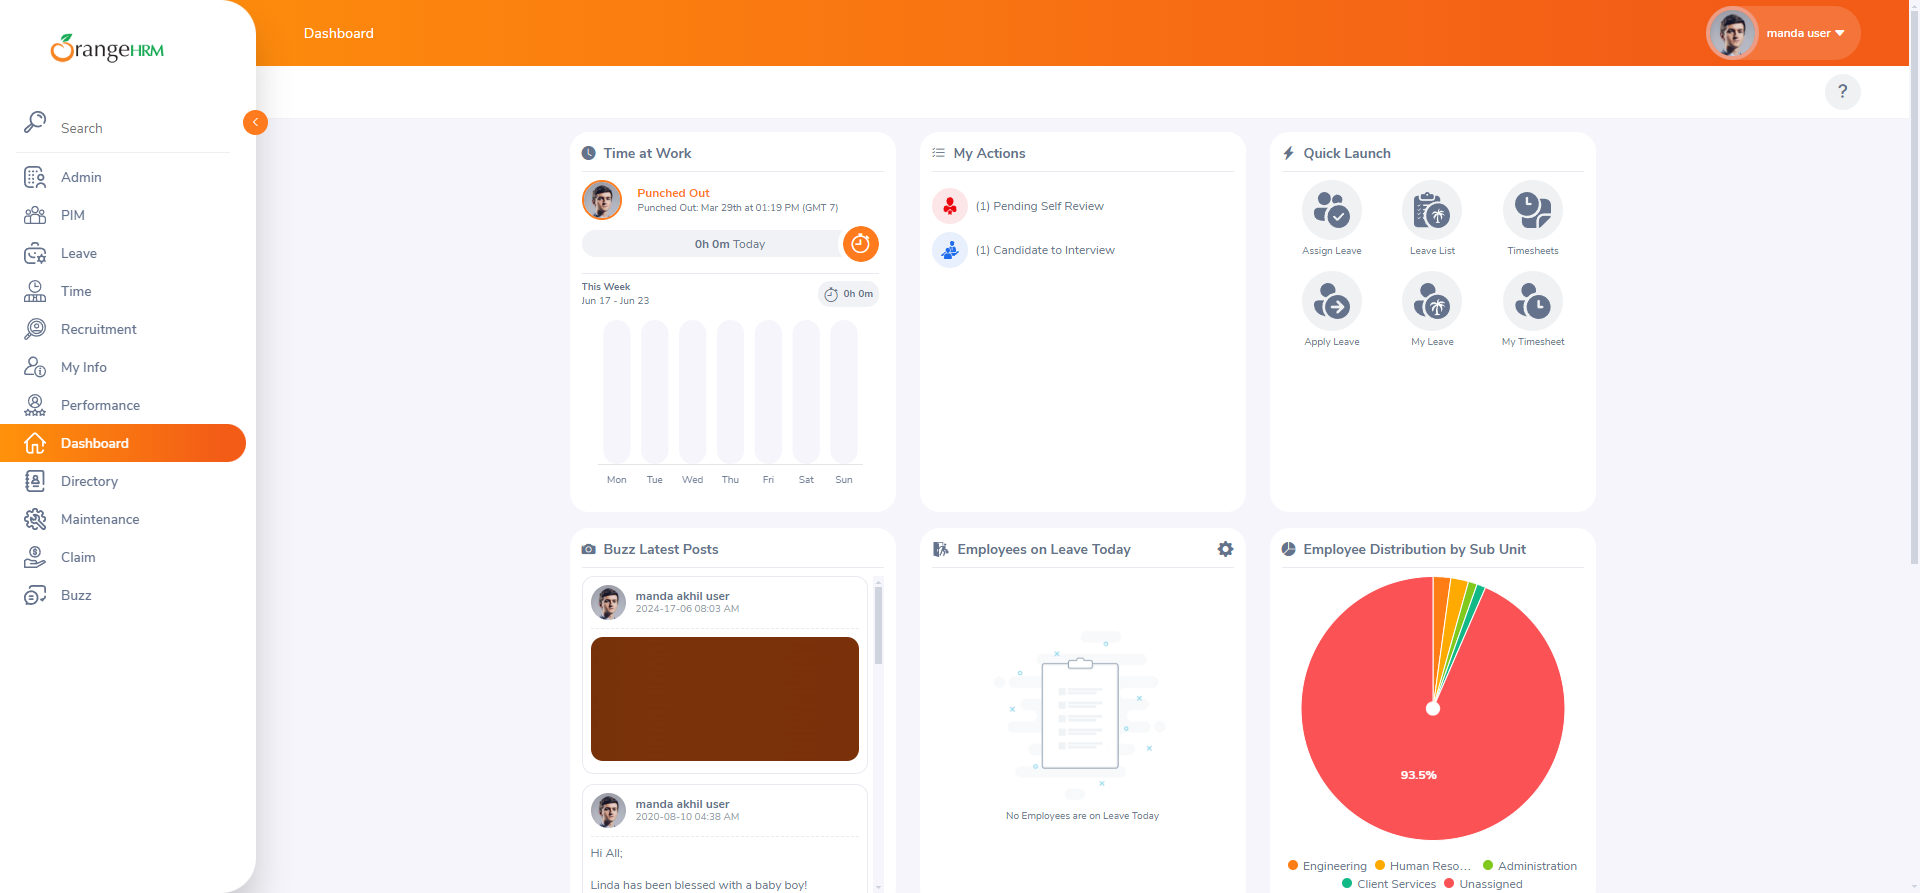 OrangeHRM
Dashboard
manda user
?
Search
Admin
PIM
Leave
Time
Recruitment
My Info
Performance
Dashboard
Directory
Maintenance
Claim
Buzz
Time at Work
Punched Out
Punched Out: Mar 29th at 01:19 PM (GMT 7)
0h 0m Today
This Week
Jun 17 - Jun 23
0h 0m
Mon Tue Wed Thu Fri Sat Sun
My Actions
(1) Pending Self Review
(1) Candidate to Interview
Quick Launch
Assign Leave Leave List Timesheets
Apply Leave My Leave My Timesheet
Buzz Latest Posts
manda akhil user
2024-17-06 08:03 AM
manda akhil user
2020-08-10 04:38 AM
Hi All;
Linda has been blessed with a baby boy!
Employees on Leave Today
No Employees are on Leave Today
Employee Distribution by Sub Unit
93.5%
Engineering Human Reso... Administration
Client Services Unassigned